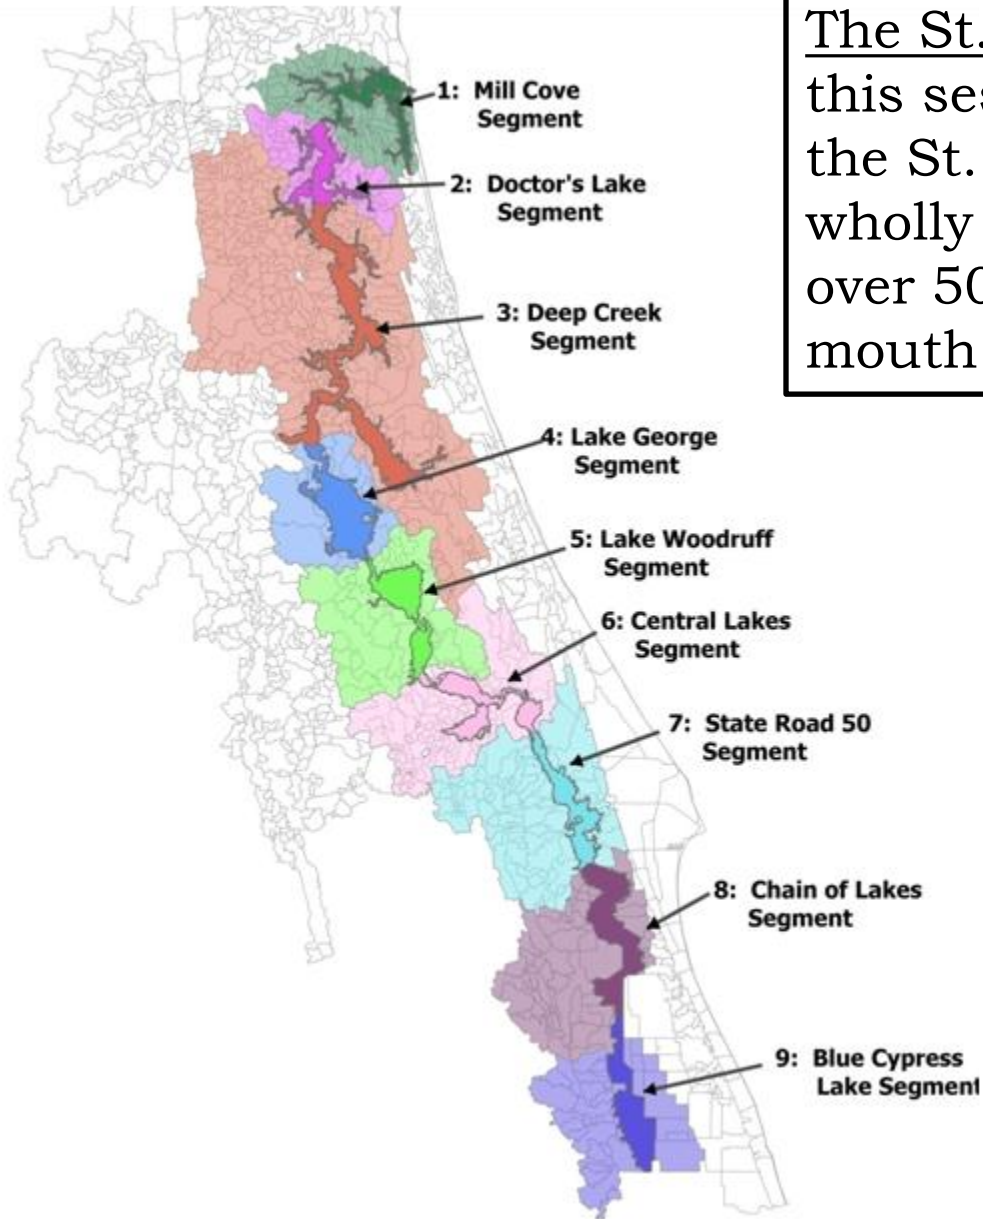 1: Mill Cove
Segment
2: Doctor's Lake
Segment
3: Deep Creek
Segment
4: Lake George
Segment
5: Lake Woodruff
Segment
6: Central Lakes
Segment
7: State Road 50
Segment
8: Chain of Lakes
Segment
9: Blue Cypress
Lake Segment
The St.
this ses
the St.
wholly
over 50
mouth